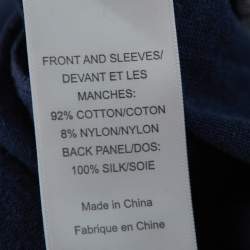 FRONT AND SLEEVES/
DEVANT ET LES
MANCHES:
92% COTTON/COTON
8% NYLON/NYLON
BACK PANEL/DOS:
100% SILK/SOIE
Made in China
Fabrique en Chine